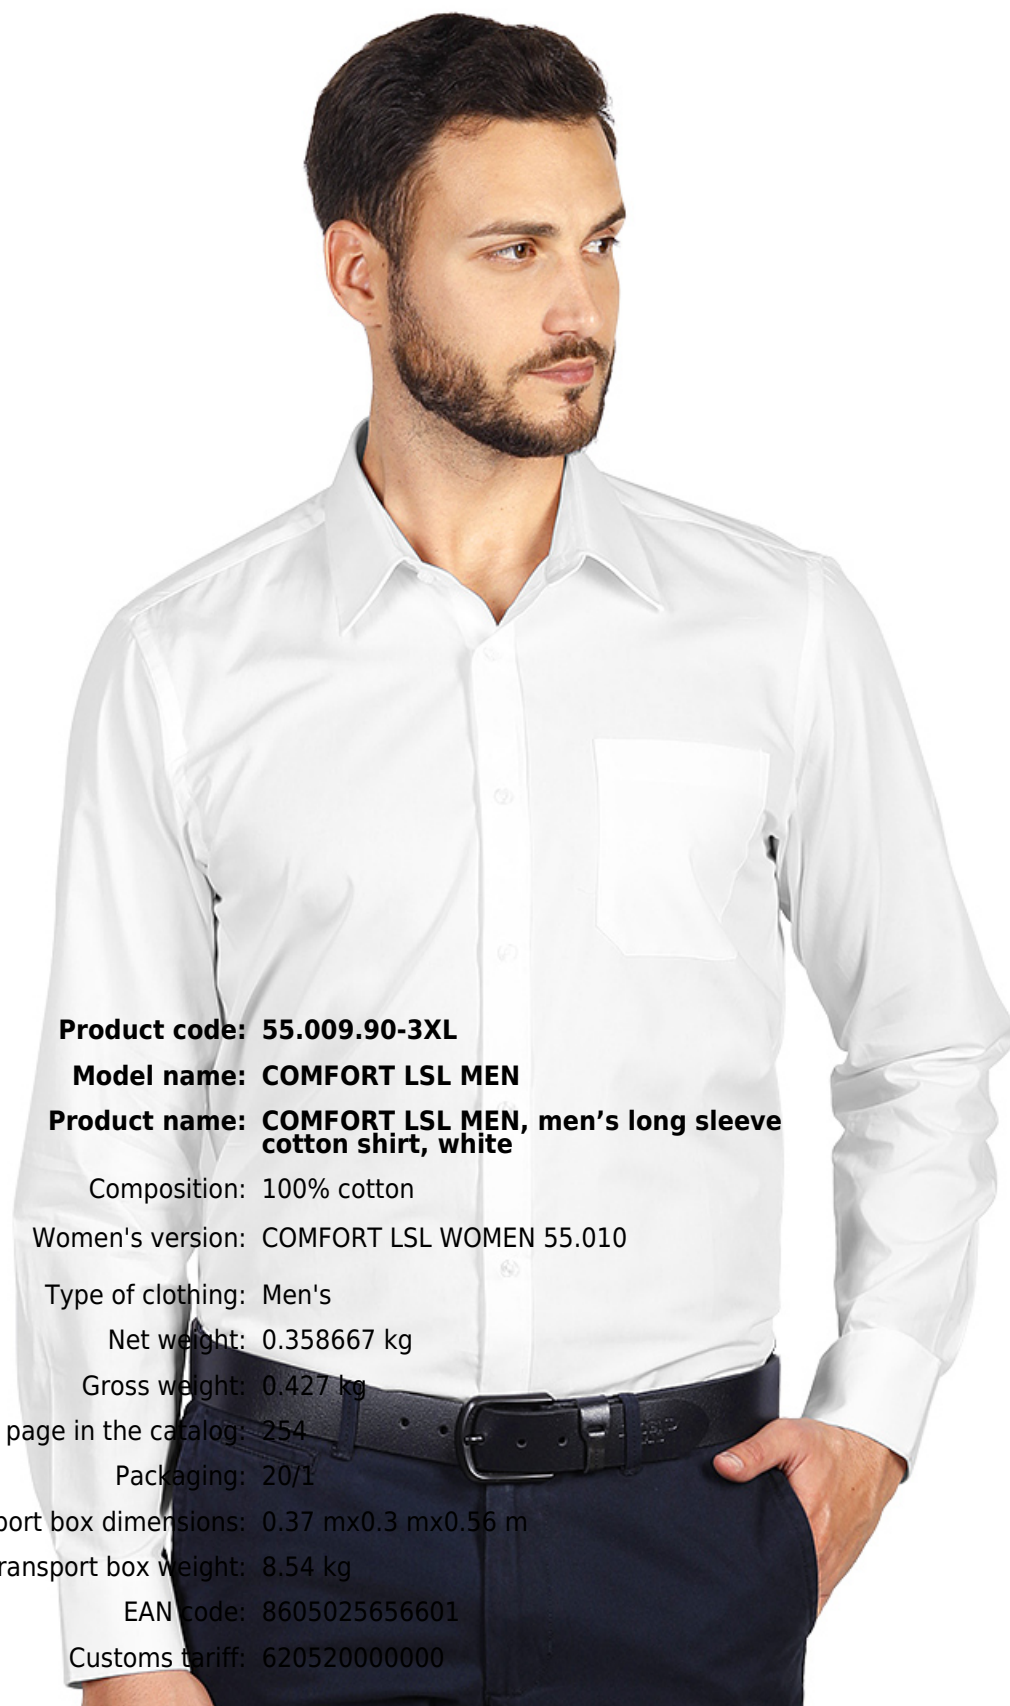 Product code: 55.009.90-3XL
Model name: COMFORT LSL MEN
Product name: COMFORT LSL MEN, men’s long sleeve
cotton shirt, white
Composition: 100% cotton
Women's version: COMFORT LSL WOMEN 55.010
Type of clothing: Men's
Net weight: 0.358667 kg
Gross weight: 0.427 kg
page in the catalog: 254
Packaging: 20/1
port box dimensions: 0.37 mx0.3 mx0.56 m
ransport box weight: 8.54 kg
EAN code: 8605025656601
Customs tariff: 620520000000